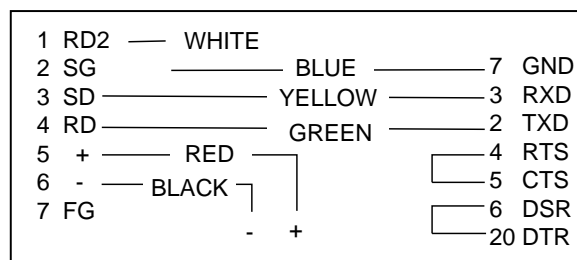 1 RD2 WHITE
2 SG BLUE 7 GND
3 SD YELLOW 3 RXD
4 RD GREEN 2 TXD
5 + RED 4 RTS
6 - BLACK 5 CTS
7 FG 6 DSR
- + 20 DTR